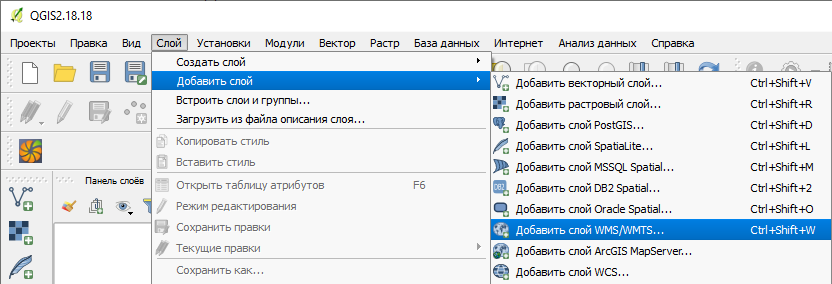 QGIS2.18.18
Проекты Правка Вид Слой Установки Модули Вектор Растр База данных Интернет Анализ данных Справка
Создать слой
Добавить слой
Встроить слои и группы...
Загрузить из файла описания слоя...
Копировать стиль
Вставить стиль
Открыть таблицу атрибутов F6
Режим редактирования
Сохранить правки
Текущие правки
Сохранить как...
Добавить векторный слой... Ctrl+Shift+V
Добавить растровый слой... Ctrl+Shift+R
Добавить слой PostGIS... Ctrl+Shift+D
Добавить слой SpatiaLite... Ctrl+Shift+L
Добавить слой MSSQL Spatial... Ctrl+Shift+M
Добавить слой DB2 Spatial... Ctrl+Shift+2
Добавить слой Oracle Spatial... Ctrl+Shift+O
Добавить слой WMS/WMTS... Ctrl+Shift+W
Добавить слой ArcGIS MapServer...
Добавить слой WCS...
Панель слоёв
DB2